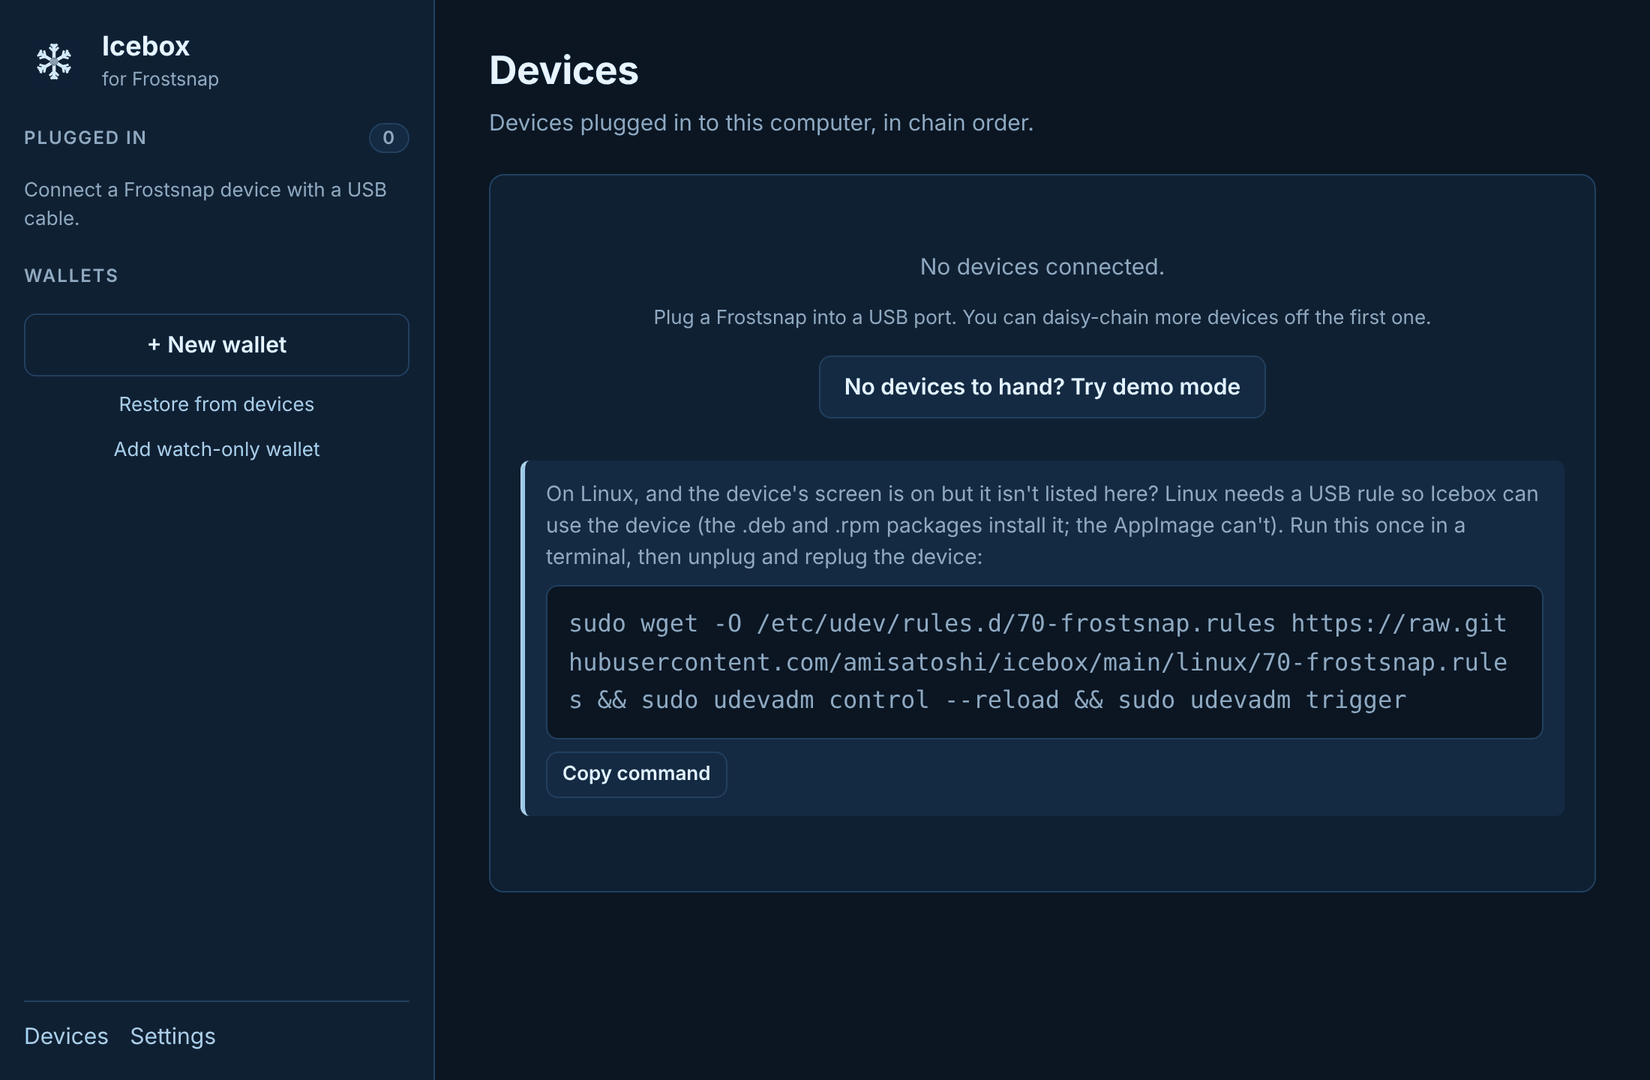 Icebox
for Frostsnap
PLUGGED IN
0
Connect a Frostsnap device with a USB
cable.
WALLETS
+ New wallet
Restore from devices
Add watch-only wallet
Devices Settings
Devices
Devices plugged in to this computer, in chain order.
No devices connected.
Plug a Frostsnap into a USB port. You can daisy-chain more devices off the first one.
No devices to hand? Try demo mode
On Linux, and the device's screen is on but it isn't listed here? Linux needs a USB rule so Icebox can
use the device (the .deb and .rpm packages install it; the AppImage can't). Run this once in a
terminal, then unplug and replug the device:
sudo wget -O /etc/udev/rules.d/70-frostsnap.rules https://raw.git
hubusercontent.com/amisatoshi/icebox/main/linux/70-frostsnap.rule
s && sudo udevadm control --reload && sudo udevadm trigger
Copy command